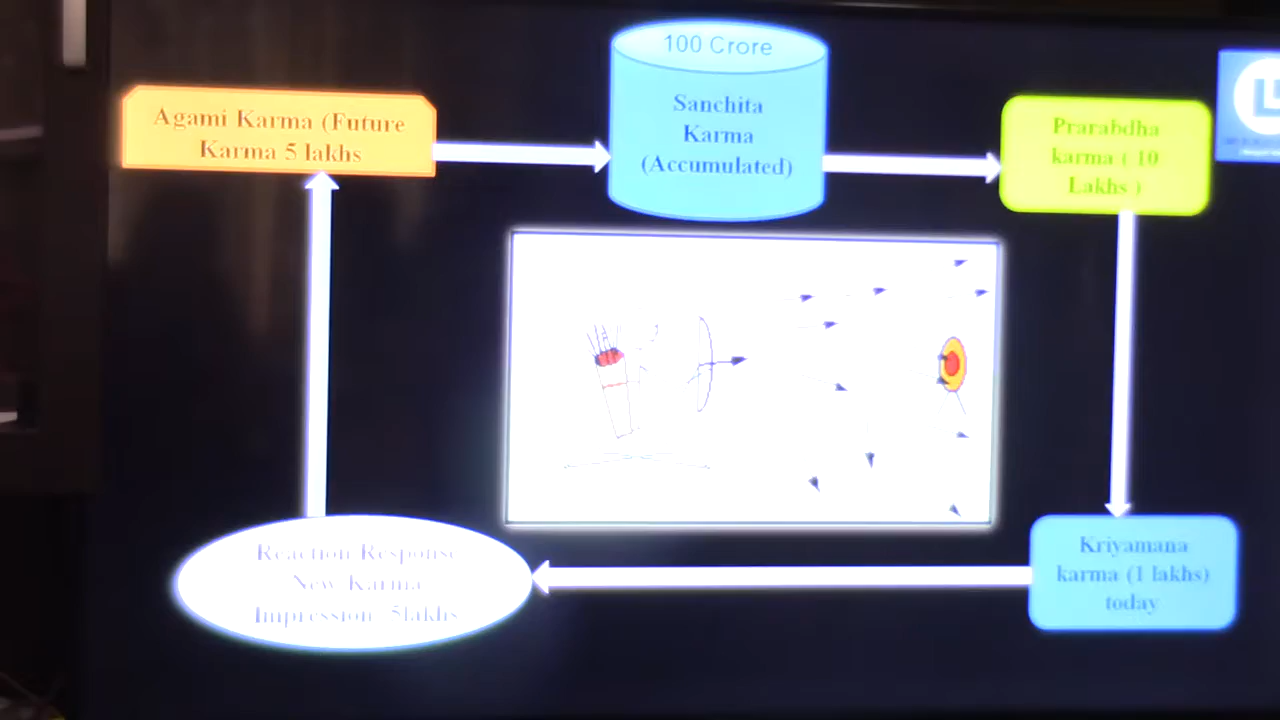 100 Crore
Sanchita
Karma
(Accumulated)
Agami Karma (Future
Karma 5 lakhs
Prarabdha
karma ( 10
Lakhs )
Reaction Response
New Karma
Impression 5lakhs
Kriyamana
karma (1 lakhs)
today